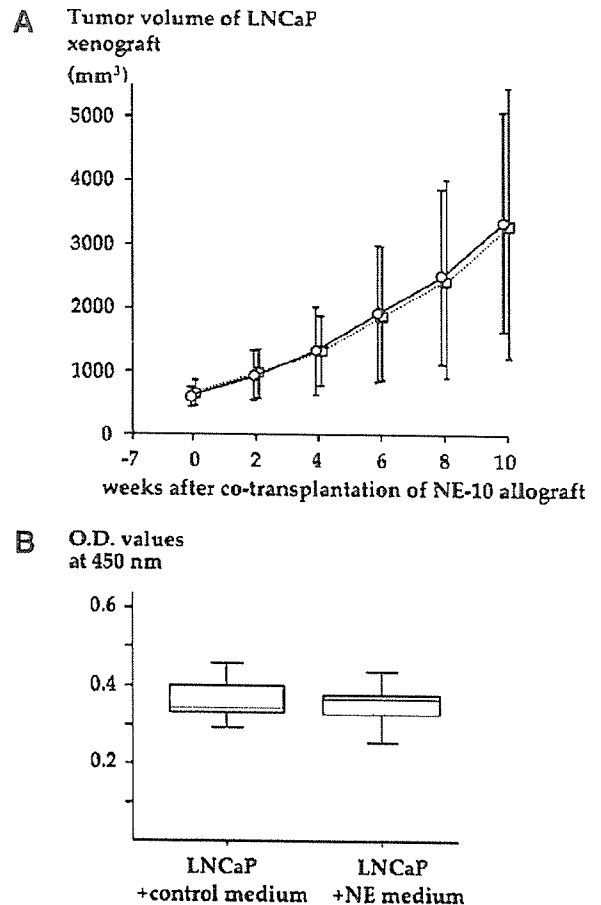 A
Tumor volume of LNCaP
xenograft
(mm³)
5000
4000
3000
2000
1000
0
-7 0 2 4 6 8 10
weeks after co-transplantation of NE-10 allograft
B
O.D. values
at 450 nm
0.6
0.4
0.2
LNCaP
+control medium
LNCaP
+NE medium